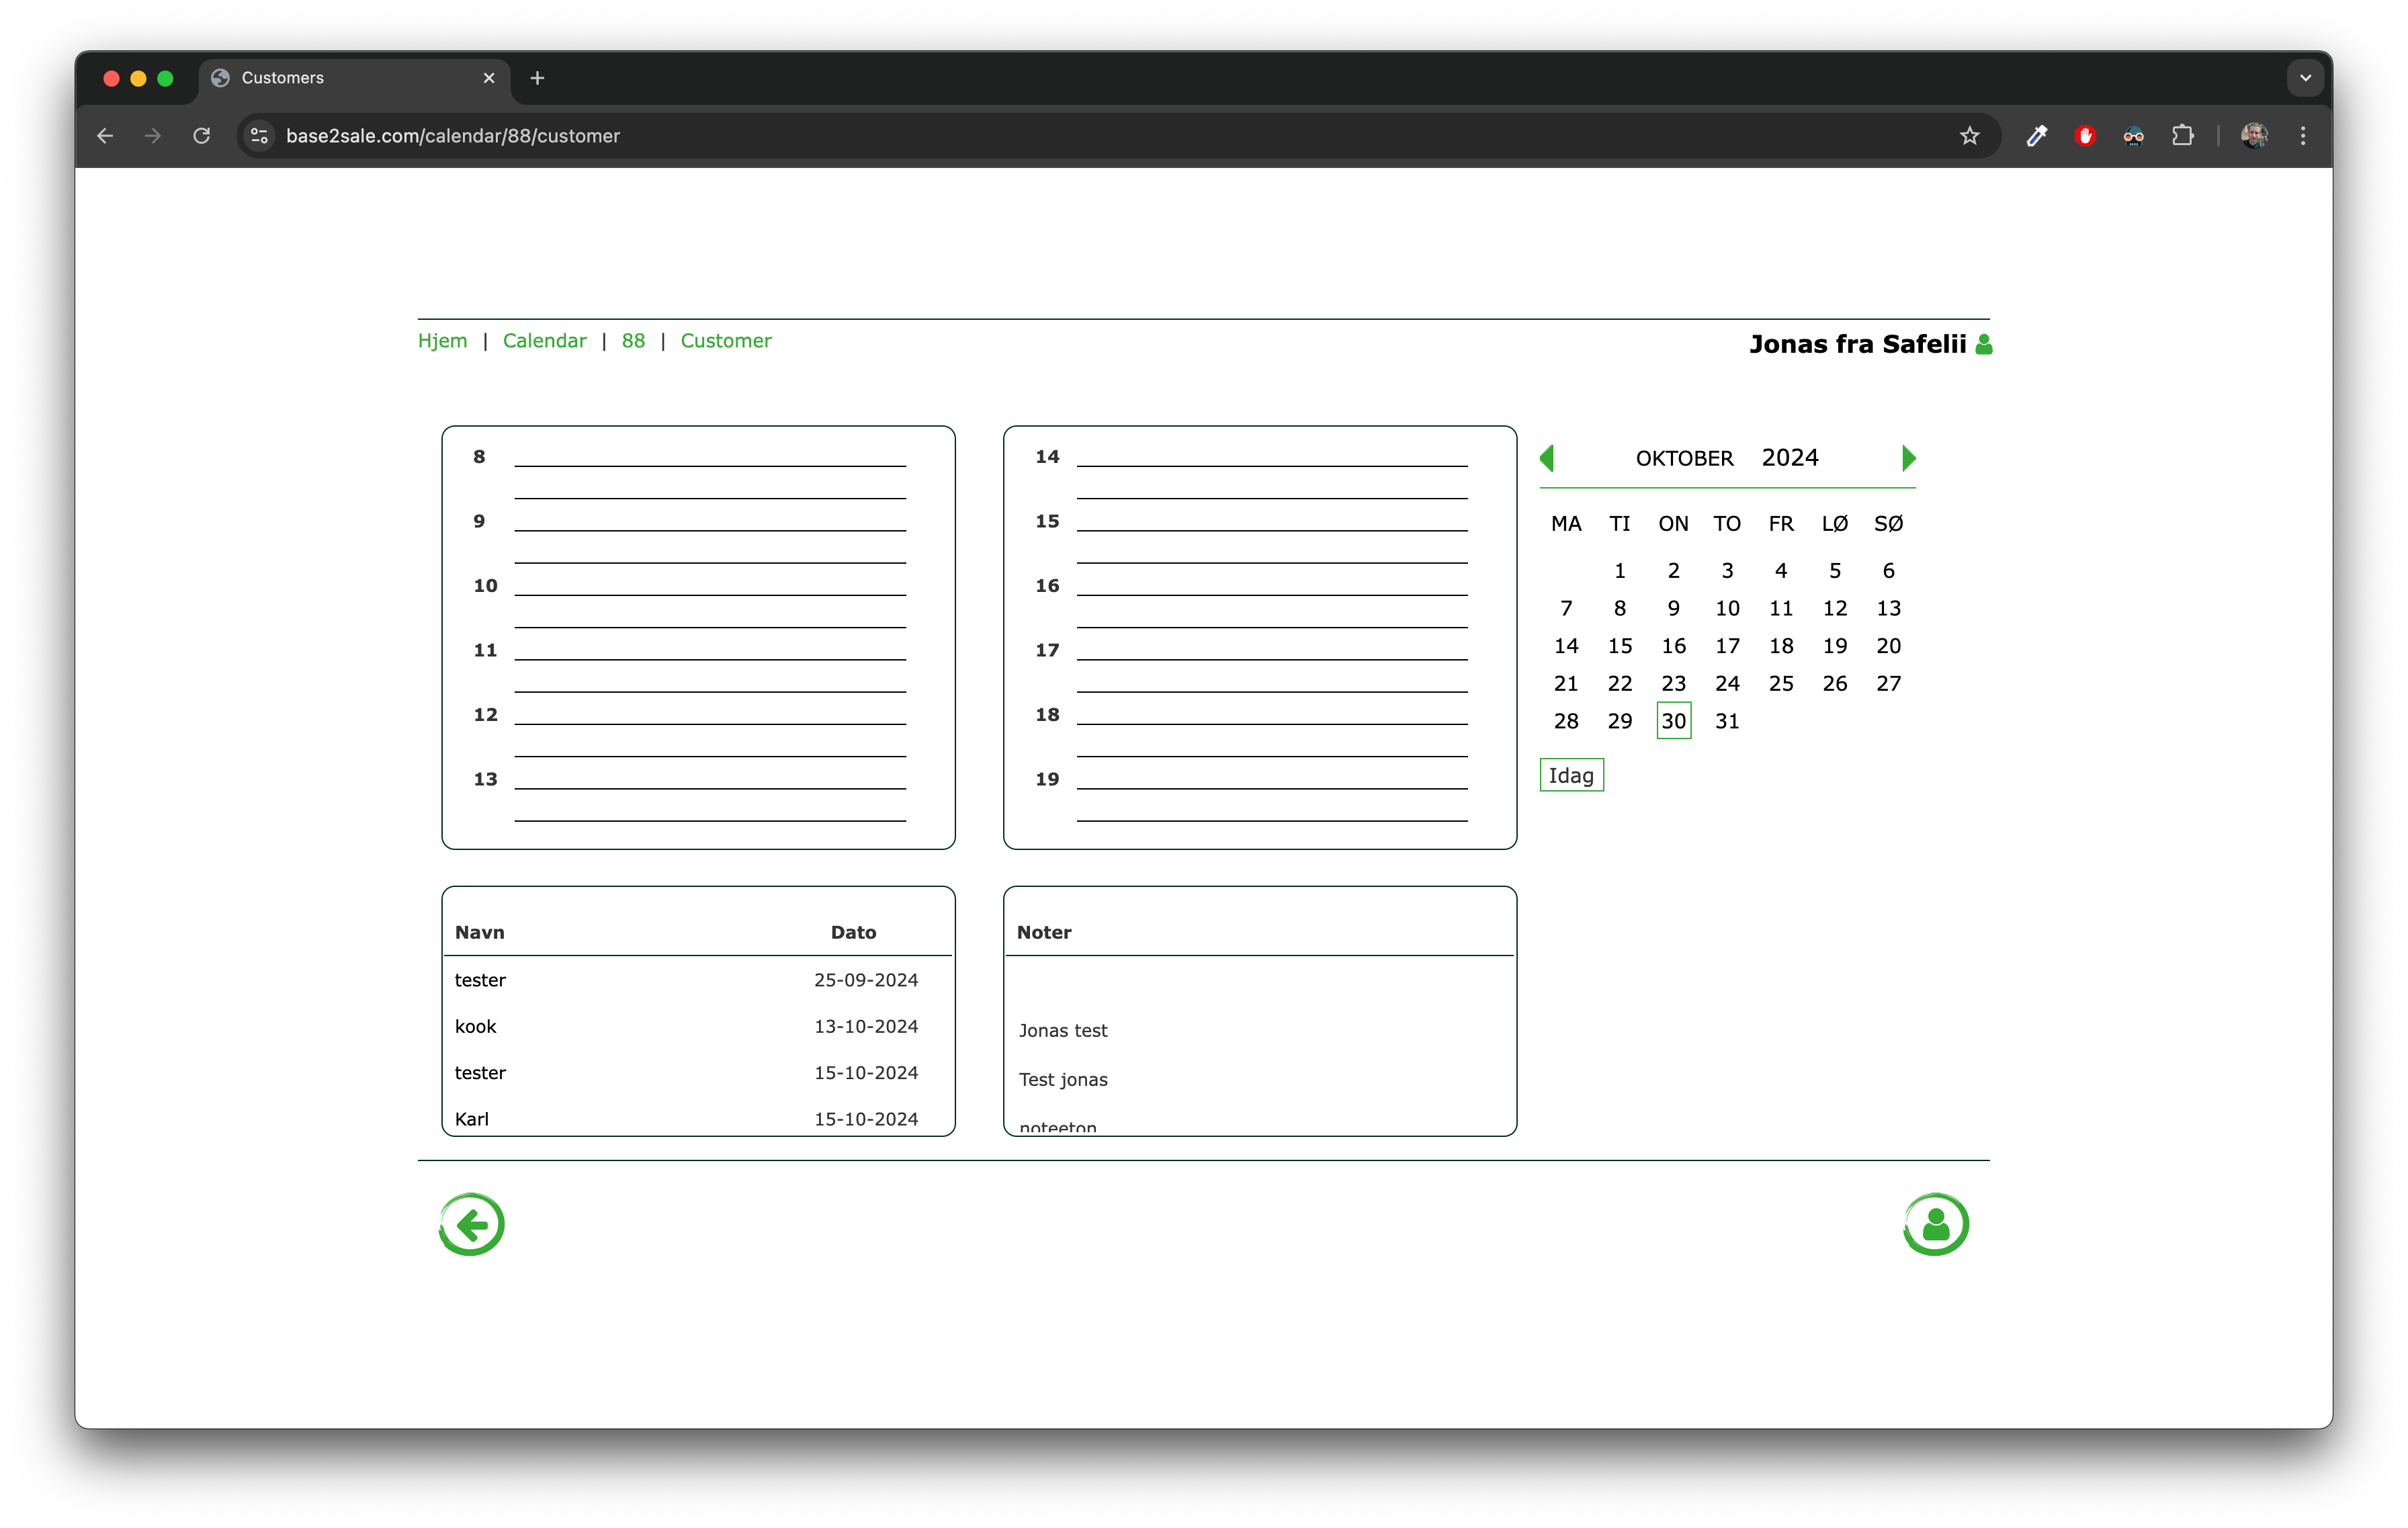 Customers
base2sale.com/calendar/88/customer
Hjem | Calendar | 88 | Customer
Jonas fra Safelii
8
9
10
11
12
13
14
15
16
17
18
19
OKTOBER 2024
MA TI ON TO FR LØ SØ
1 2 3 4 5 6
7 8 9 10 11 12 13
14 15 16 17 18 19 20
21 22 23 24 25 26 27
28 29 30 31
Idag
Navn Dato
tester 25-09-2024
kook 13-10-2024
tester 15-10-2024
Karl 15-10-2024
Noter
Jonas test
Test jonas
noteeton